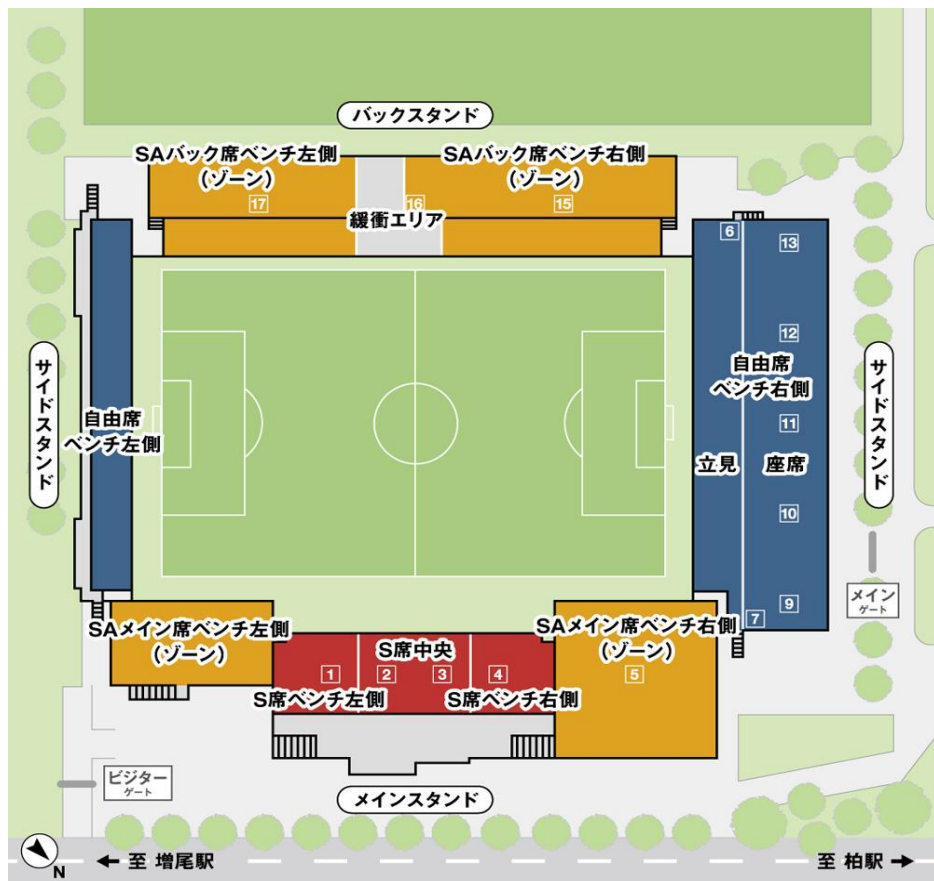 バックスタンド
SAバック席ベンチ左側
(ゾーン)
SAバック席ベンチ右側
(ゾーン)
17
16
15
緩衝エリア
6
13
12
自由席
ベンチ右側
11
立見
座席
10
9
7
サイドスタンド
自由席
ベンチ左側
サイドスタンド
メイン
ゲート
SAメイン席ベンチ左側
(ゾーン)
S席中央
SAメイン席ベンチ右側
(ゾーン)
1
2
3
4
5
S席ベンチ左側
S席ベンチ右側
ビジター
ゲート
メインスタンド
N
← 至 増尾駅
至 柏駅 →